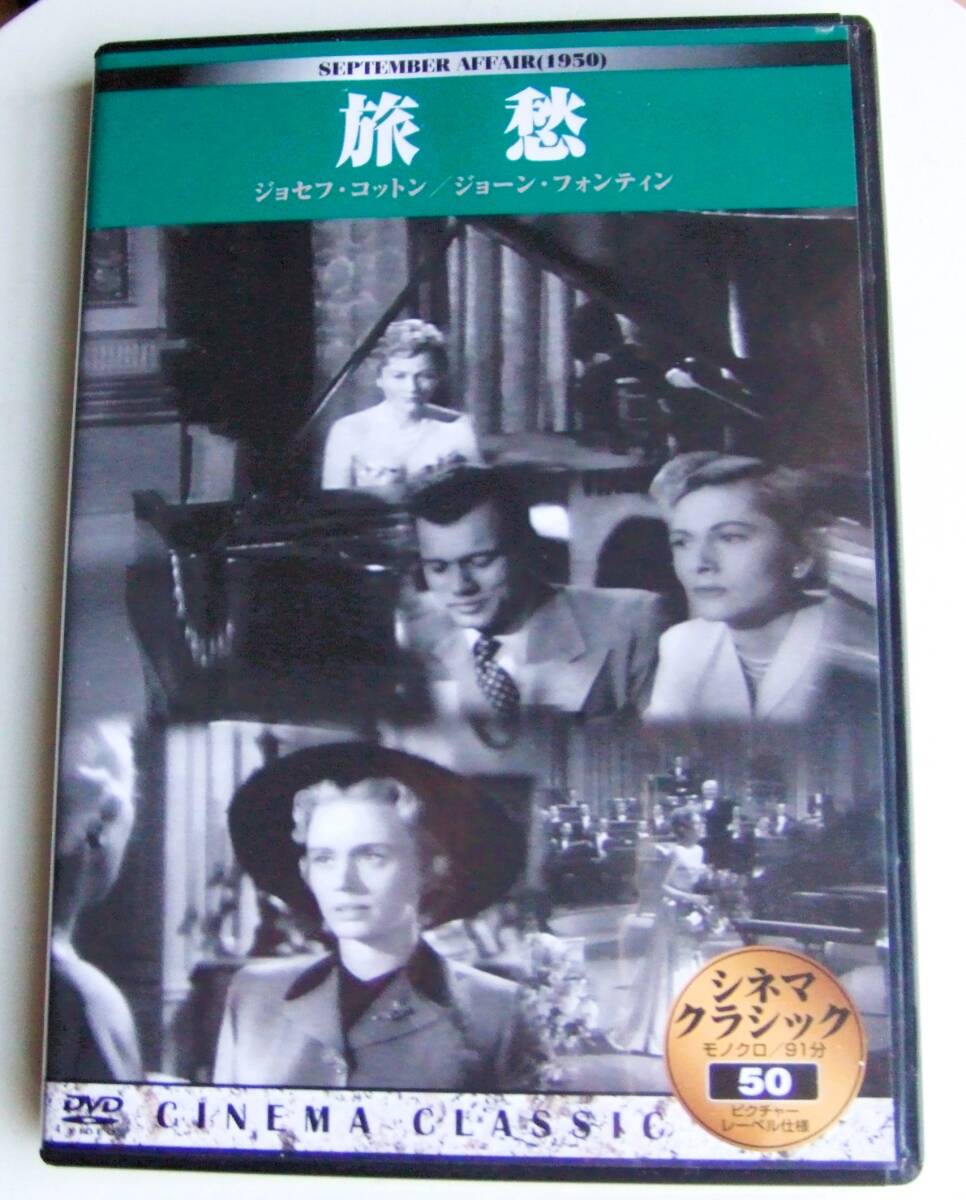 SEPTEMBER AFFAIR(1950)
旅愁
ジョセフ・コットン／ジョーン・フォンティン
シネマ
クラシック
モノクロ／91分
50
ピクチャー
レーベル仕様
DVD
CINEMA CLASSIC